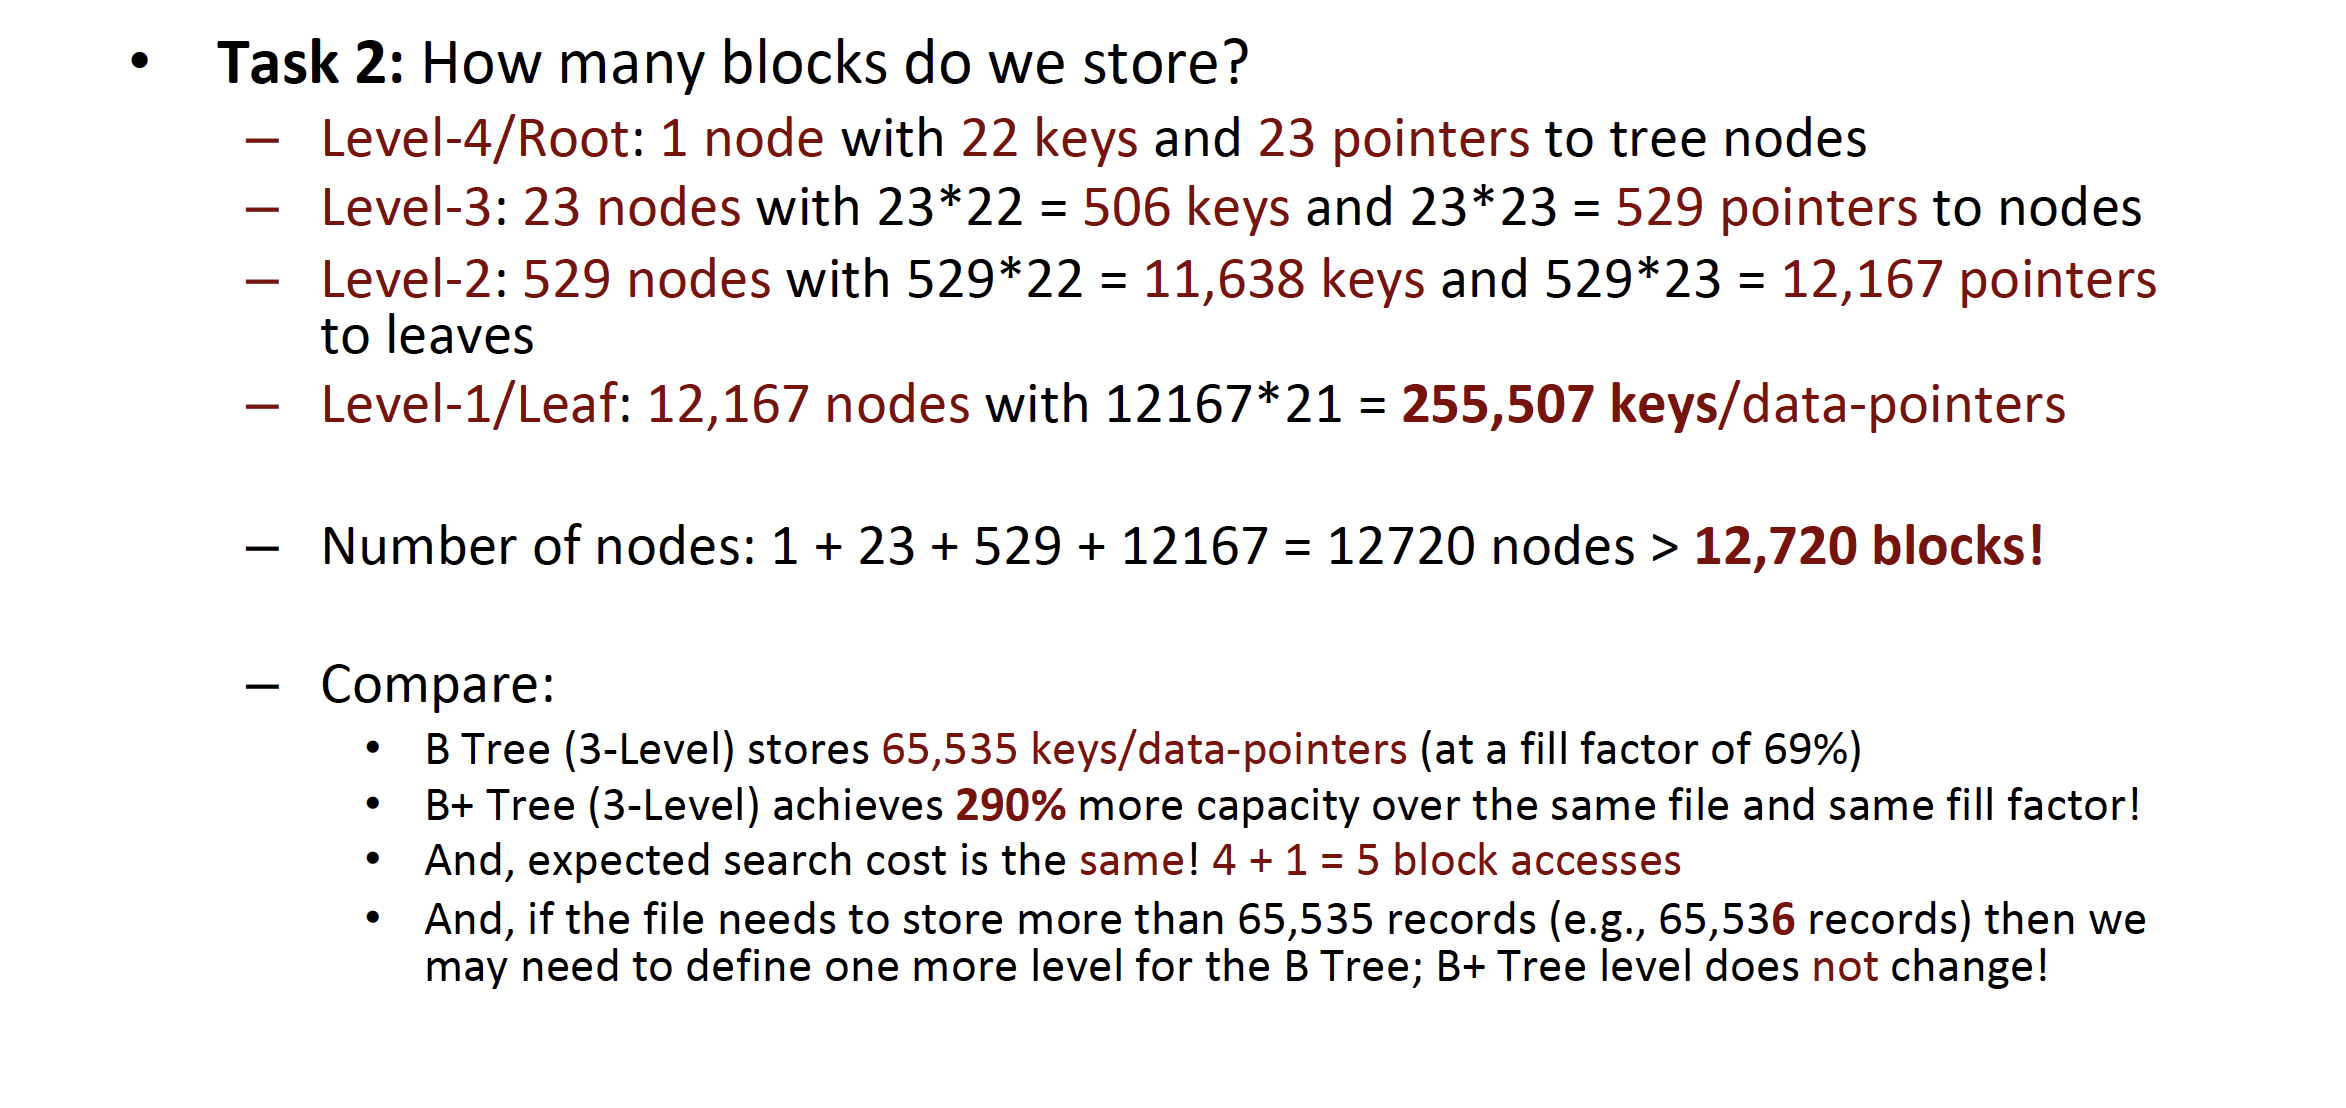 • Task 2: How many blocks do we store?
– Level-4/Root: 1 node with 22 keys and 23 pointers to tree nodes
– Level-3: 23 nodes with 23*22 = 506 keys and 23*23 = 529 pointers to nodes
– Level-2: 529 nodes with 529*22 = 11,638 keys and 529*23 = 12,167 pointers
to leaves
– Level-1/Leaf: 12,167 nodes with 12167*21 = 255,507 keys/data-pointers
– Number of nodes: 1 + 23 + 529 + 12167 = 12720 nodes > 12,720 blocks!
– Compare:
• B Tree (3-Level) stores 65,535 keys/data-pointers (at a fill factor of 69%)
• B+ Tree (3-Level) achieves 290% more capacity over the same file and same fill factor!
• And, expected search cost is the same! 4 + 1 = 5 block accesses
• And, if the file needs to store more than 65,535 records (e.g., 65,536 records) then we
may need to define one more level for the B Tree; B+ Tree level does not change!